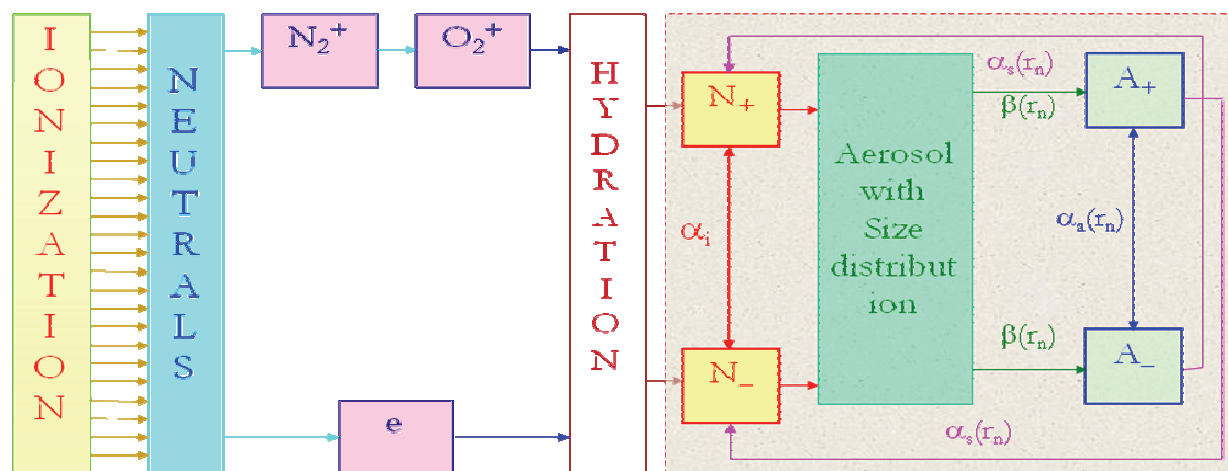 IONIZATION
NEUTRALS
N₂⁺
O₂⁺
e
HYDRATION
N₊
N₋
αᵢ
Aerosol
with
Size
distribut
ion
αₛ(rₙ)
β(rₙ)
A₊
αₐ(rₙ)
β(rₙ)
A₋
αₛ(rₙ)